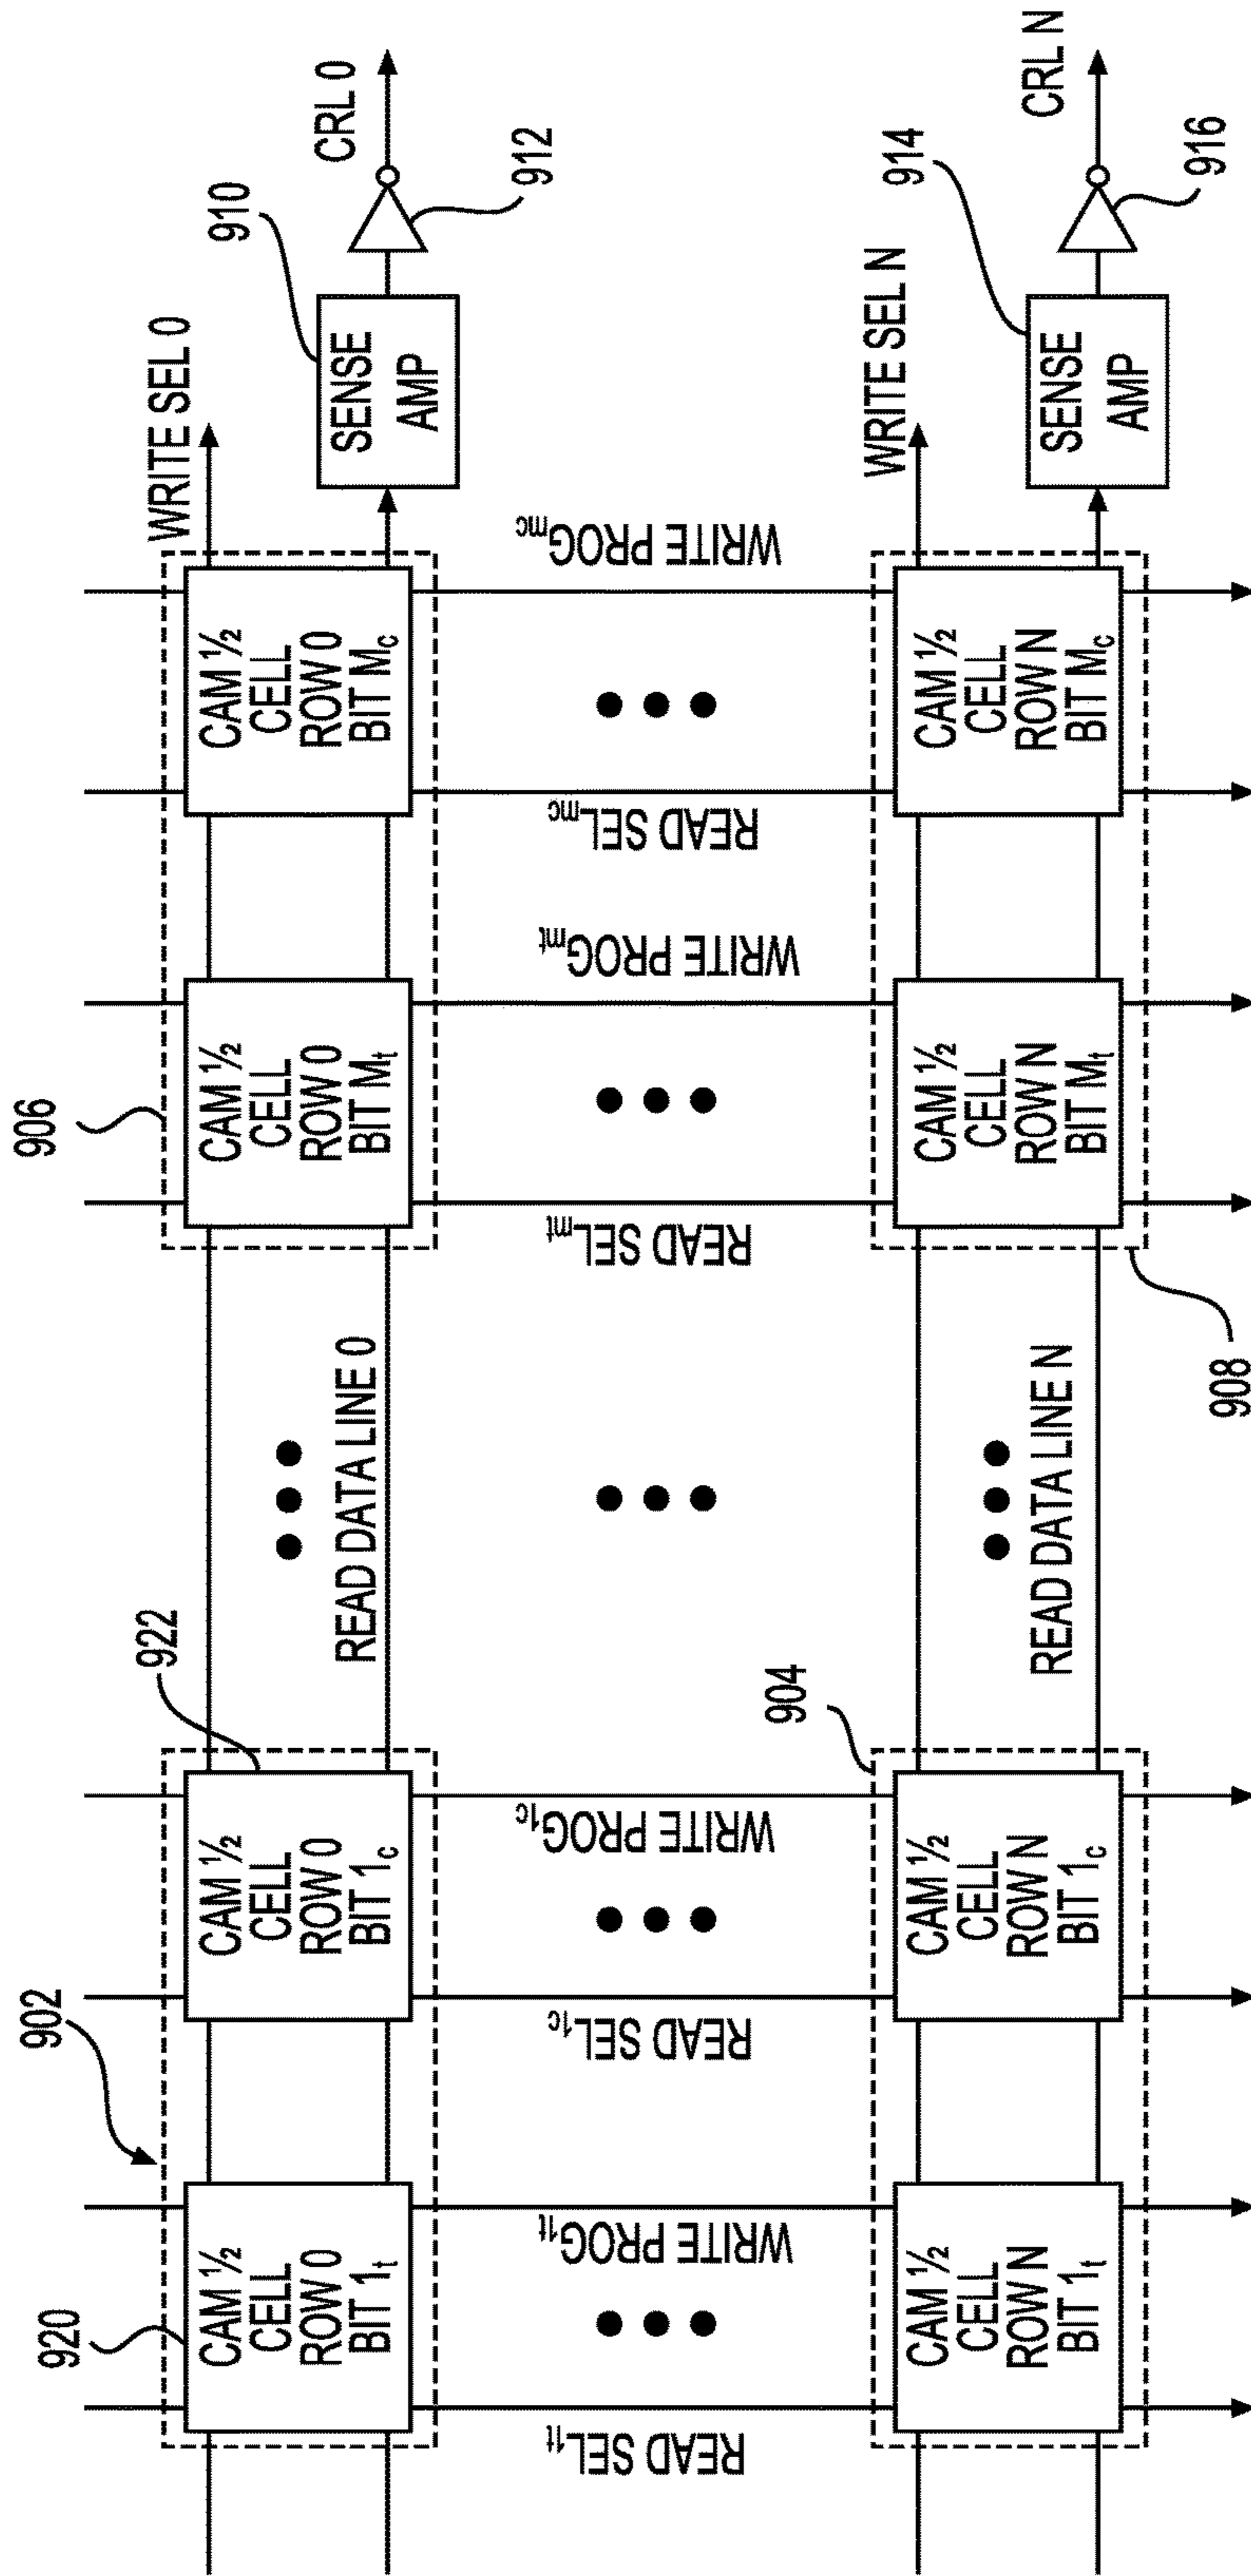 902
920
CAM ½
CELL
ROW 0
BIT 1t
922
CAM ½
CELL
ROW 0
BIT 1c
906
CAM ½
CELL
ROW 0
BIT Mt
CAM ½
CELL
ROW 0
BIT Mc
WRITE SEL 0
READ DATA LINE 0
910
SENSE
AMP
912
CRL 0
READ SEL1t
WRITE PROG1t
READ SEL1c
WRITE PROG1c
READ SELmt
WRITE PROGmt
READ SELmc
WRITE PROGmc
904
CAM ½
CELL
ROW N
BIT 1t
CAM ½
CELL
ROW N
BIT 1c
CAM ½
CELL
ROW N
BIT Mt
CAM ½
CELL
ROW N
BIT Mc
WRITE SEL N
READ DATA LINE N
908
914
SENSE
AMP
916
CRL N